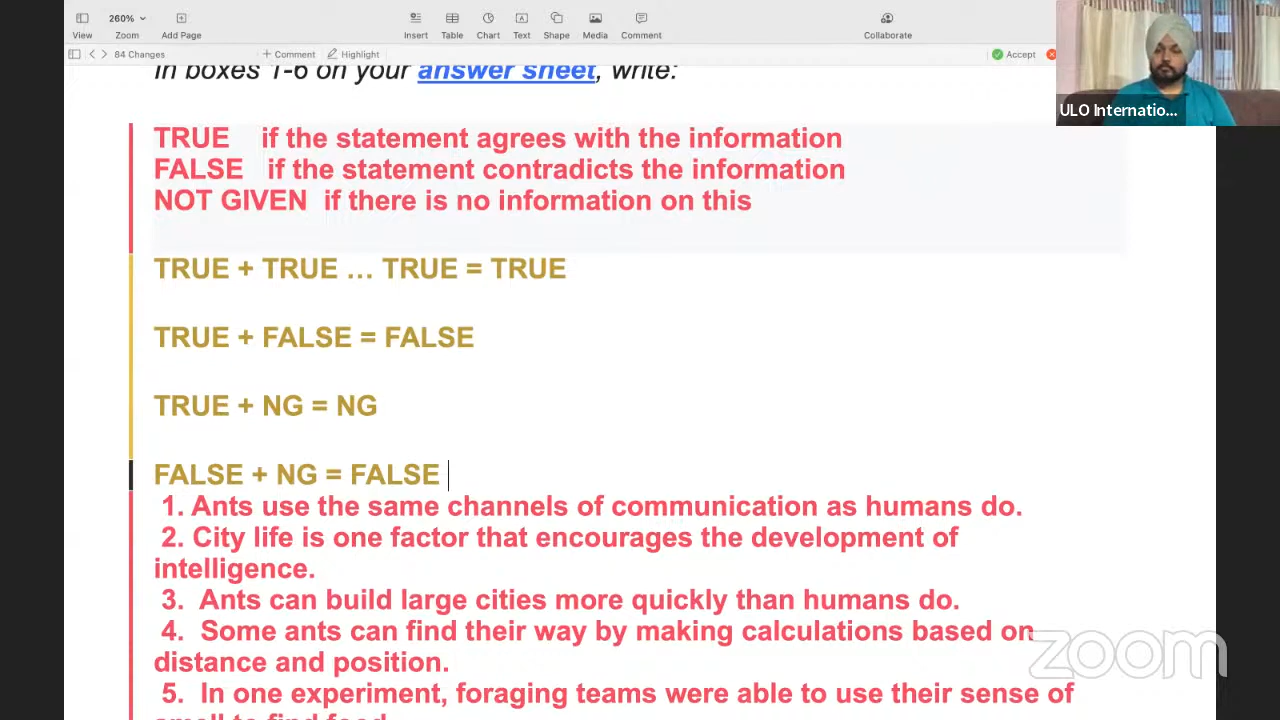 260%
View
Zoom
Add Page
Insert
Table
Chart
Text
Shape
Media
Comment
Collaborate
84 Changes
Comment
Highlight
Accept
ULO Internatio...
In boxes 1-6 on your answer sheet, write:
TRUE if the statement agrees with the information
FALSE if the statement contradicts the information
NOT GIVEN if there is no information on this
TRUE + TRUE … TRUE = TRUE
TRUE + FALSE = FALSE
TRUE + NG = NG
FALSE + NG = FALSE
1. Ants use the same channels of communication as humans do.
2. City life is one factor that encourages the development of
intelligence.
3. Ants can build large cities more quickly than humans do.
4. Some ants can find their way by making calculations based on
distance and position.
5. In one experiment, foraging teams were able to use their sense of
smell to find food
zoom